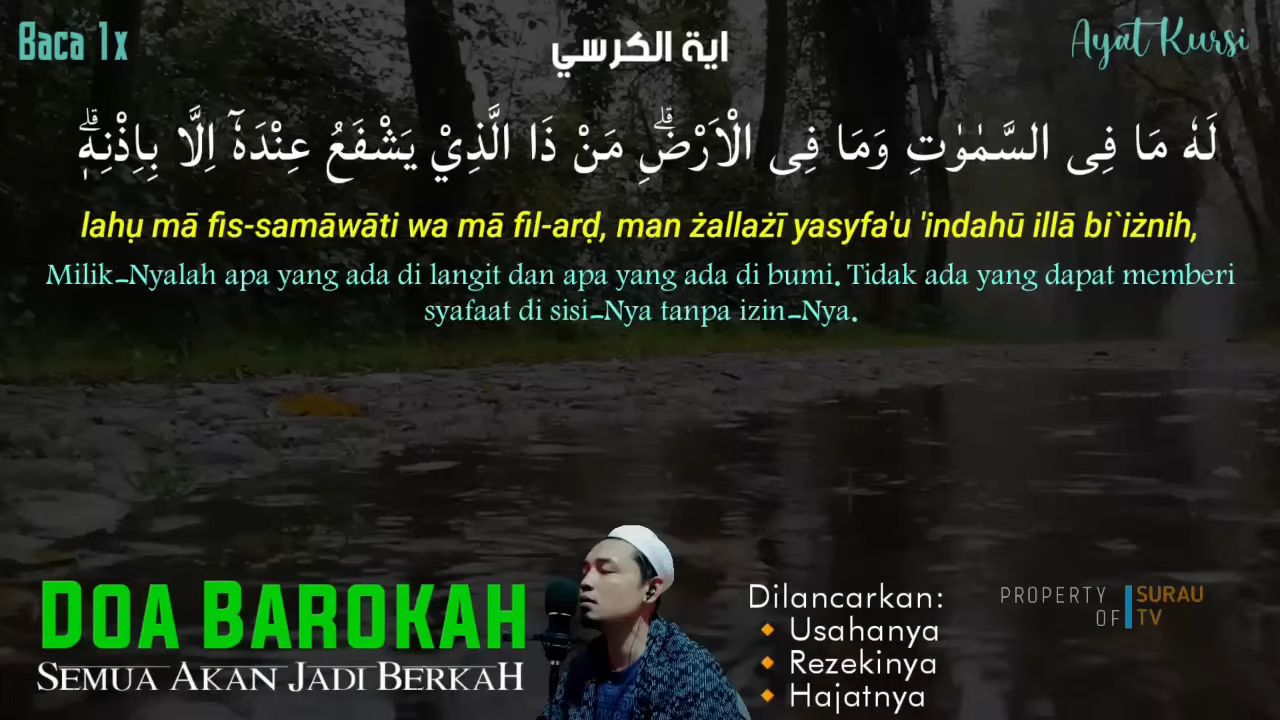 Baca 1x
اية الكرسي
Ayat Kursi
لَهٗ مَا فِى السَّمٰوٰتِ وَمَا فِى الْاَرْضِۗ مَنْ ذَا الَّذِيْ يَشْفَعُ عِنْدَهٗٓ اِلَّا بِاِذْنِهٖۗ
lahụ mā fis-samāwāti wa mā fil-arḍ, man żallażī yasyfa'u 'indahū illā bi`iżnih,
Milik-Nyalah apa yang ada di langit dan apa yang ada di bumi. Tidak ada yang dapat memberi
syafaat di sisi-Nya tanpa izin-Nya.
DOA BAROKAH
SEMUA AKAN JADI BERKAH
Dilancarkan:
🔸 Usahanya
🔸 Rezekinya
🔸 Hajatnya
PROPERTY OF
SURAU TV